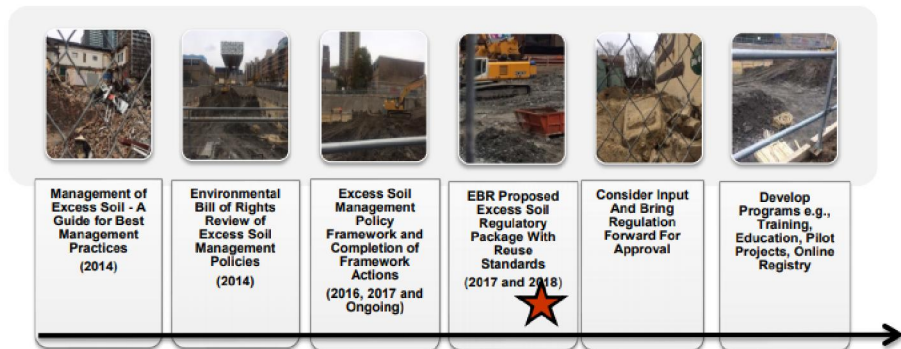 Management of
Excess Soil - A
Guide for Best
Management
Practices
(2014)
Environmental
Bill of Rights
Review of
Excess Soil
Management
Policies
(2014)
Excess Soil
Management
Policy
Framework and
Completion of
Framework
Actions
(2016, 2017 and
Ongoing)
EBR Proposed
Excess Soil
Regulatory
Package With
Reuse
Standards
(2017 and 2018)
Consider Input
And Bring
Regulation
Forward For
Approval
Develop
Programs e.g.,
Training,
Education, Pilot
Projects, Online
Registry